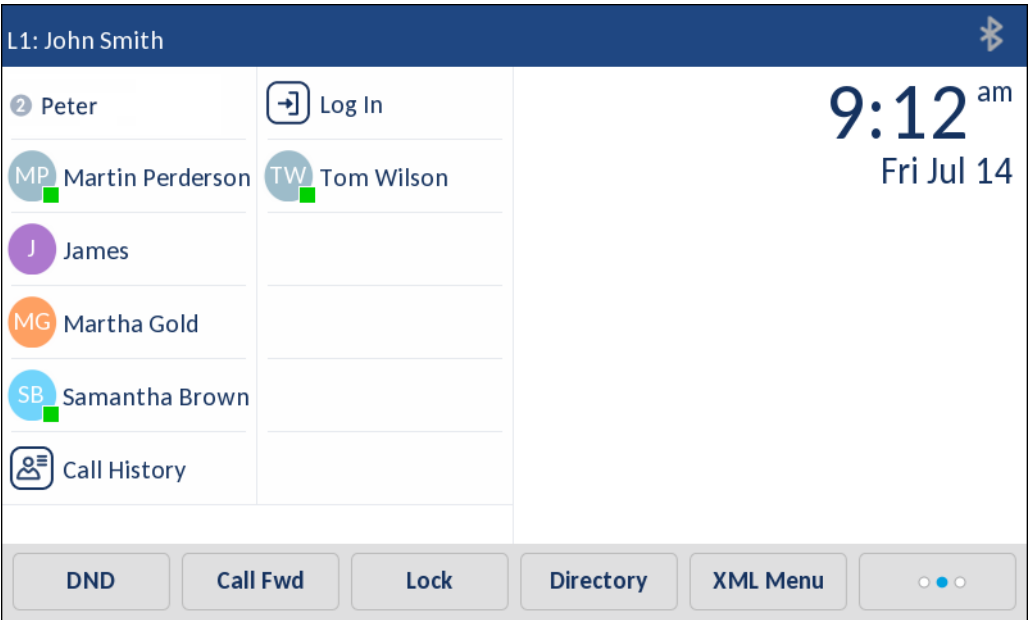 L1: John Smith
2 Peter
Log In
9:12 am
Fri Jul 14
MP Martin Perderson
TW Tom Wilson
J James
MG Martha Gold
SB Samantha Brown
Call History
DND
Call Fwd
Lock
Directory
XML Menu